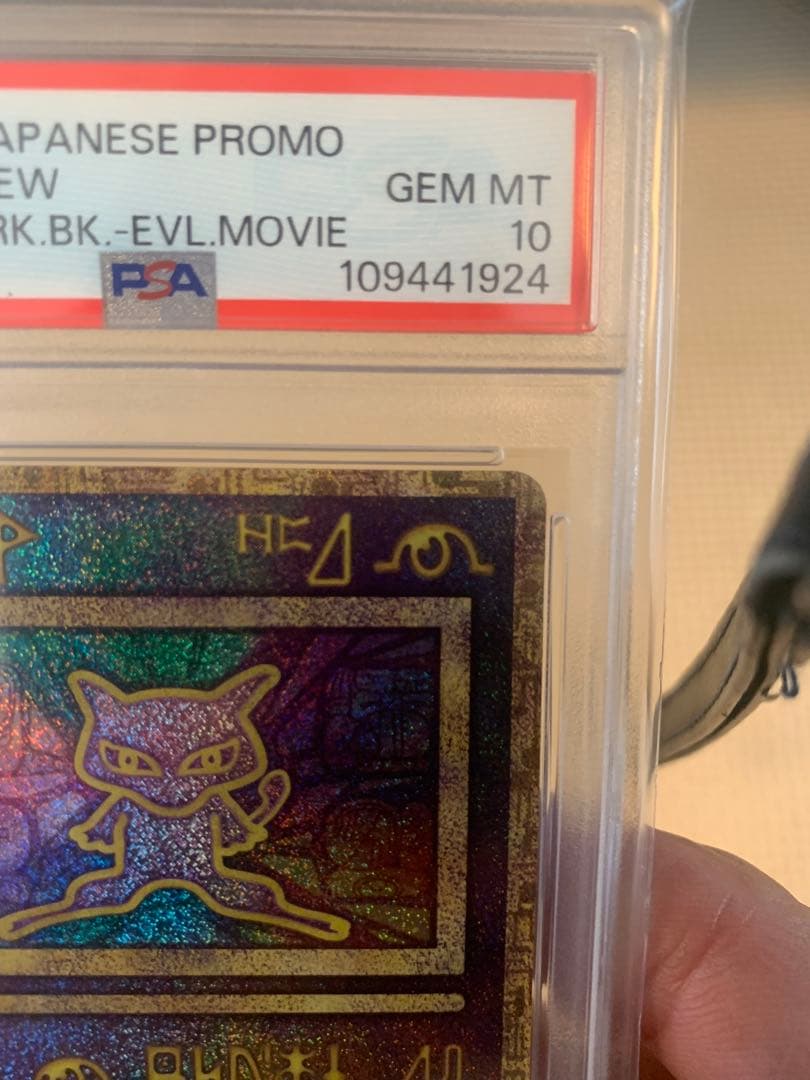 APANESE PROMO
EW GEM MT
RK.BK.-EVL.MOVIE 10
PSA 109441924